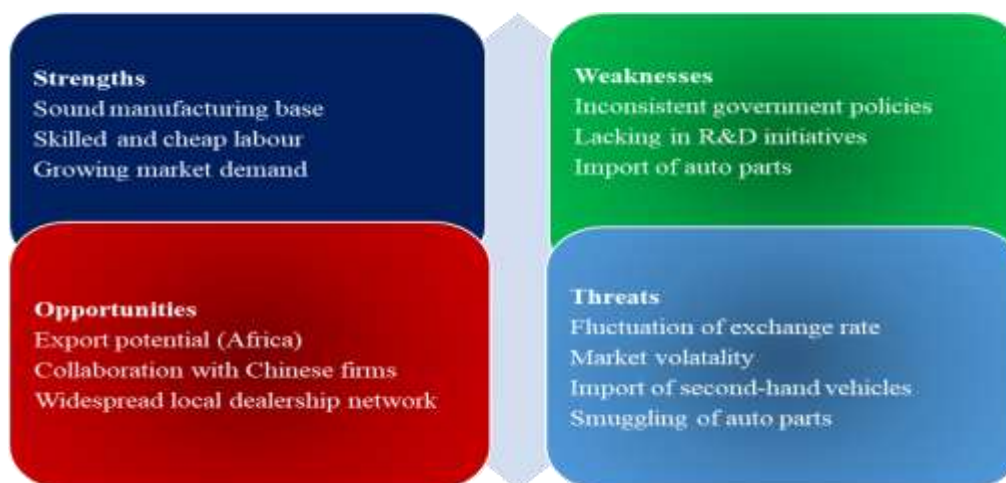 Strengths
Sound manufacturing base
Skilled and cheap labour
Growing market demand
Weaknesses
Inconsistent government policies
Lacking in R&D initiatives
Import of auto parts
Opportunities
Export potential (Africa)
Collaboration with Chinese firms
Widespread local dealership network
Threats
Fluctuation of exchange rate
Market volatality
Import of second-hand vehicles
Smuggling of auto parts